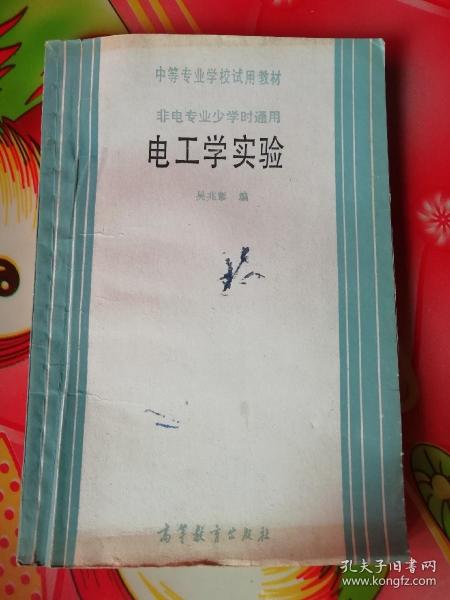 中等专业学校试用教材
非电专业少学时通用
电工学实验
吴兆 编
高等教育出版社
孔夫子旧书网
www.kongfz.com